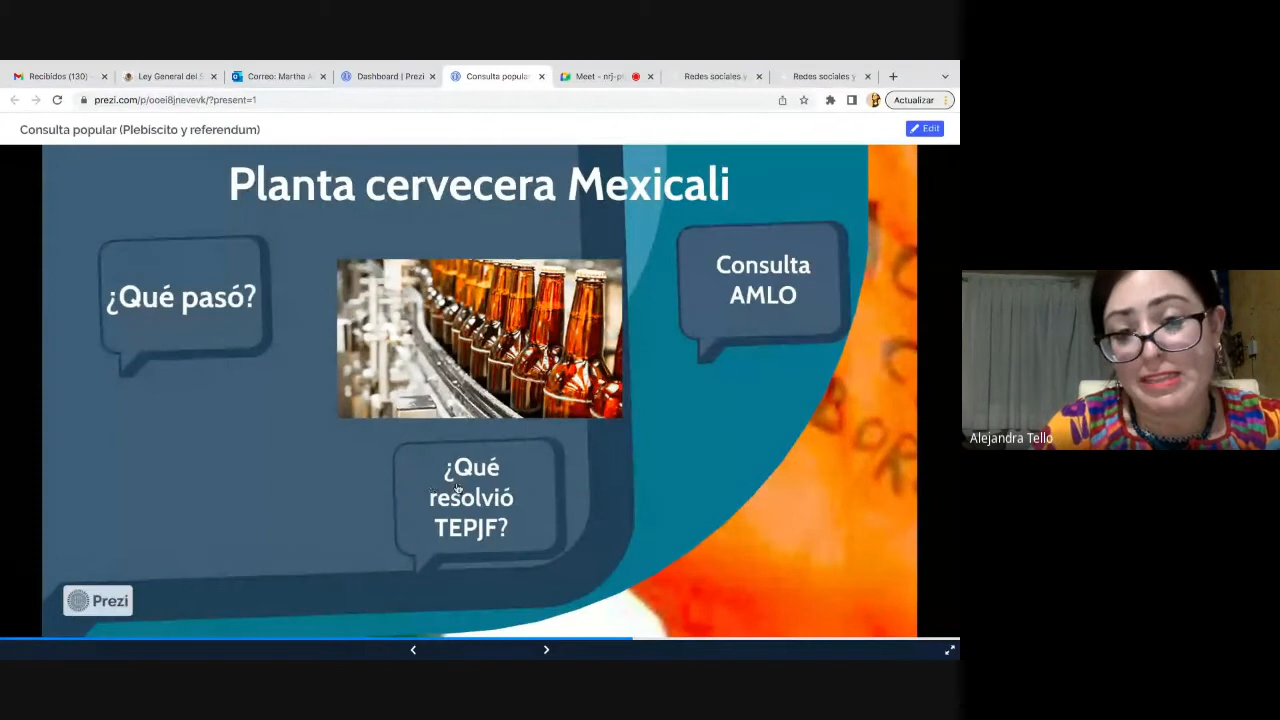 Recibidos (130)
Ley General del S
Correo: Martha A
Dashboard | Prezi
Consulta popular
Meet - nrj-p
Redes sociales y
Redes sociales y
prezi.com/p/ooei8jnevevk/?present=1
Actualizar
Consulta popular (Plebiscito y referendum)
Edit
Planta cervecera Mexicali
¿Qué pasó?
Consulta
AMLO
¿Qué
resolvió
TEPJF?
Prezi
Alejandra Tello